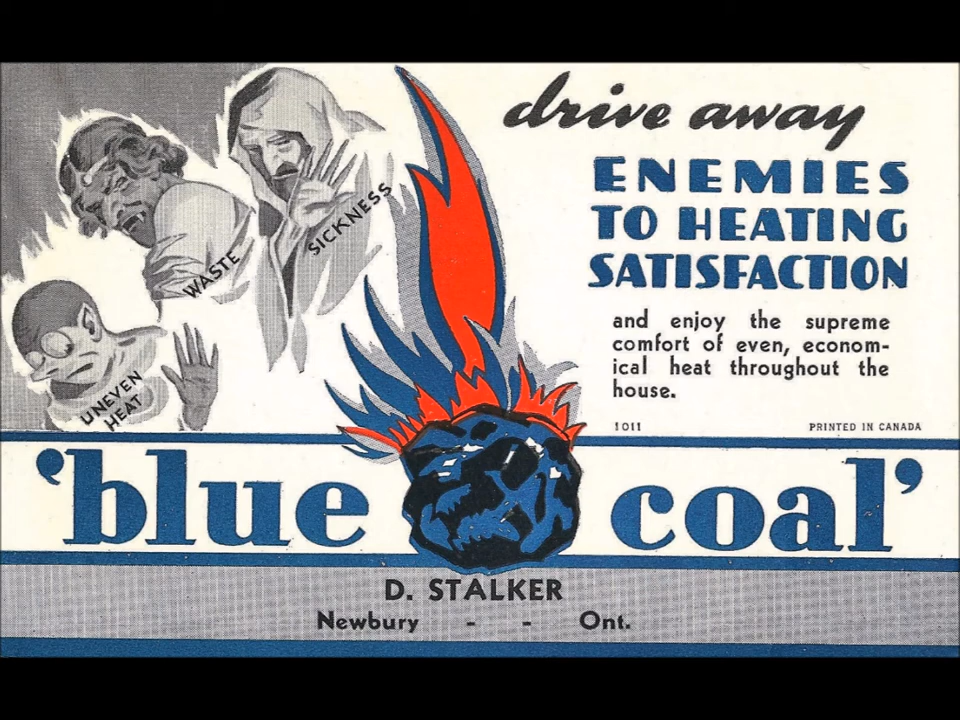 drive away
ENEMIES
TO HEATING
SATISFACTION
and enjoy the supreme
comfort of even, econom-
ical heat throughout the
house.
1011 PRINTED IN CANADA
SICKNESS
WASTE
UNEVEN
HEAT
'blue coal'
D. STALKER
Newbury - - Ont.